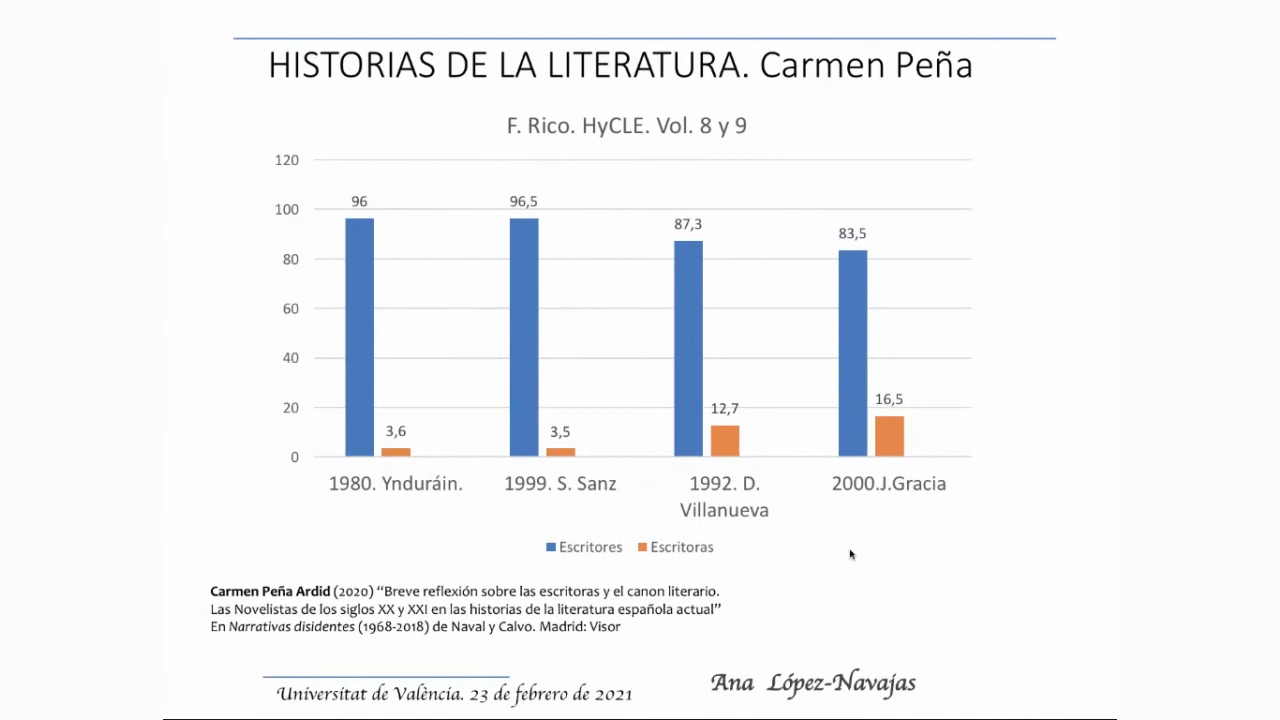 HISTORIAS DE LA LITERATURA. Carmen Peña
F. Rico. HyCLE. Vol. 8 y 9
120
100
80
60
40
20
0
96
3,6
96,5
3,5
87,3
12,7
83,5
16,5
1980. Ynduráin.
1999. S. Sanz
1992. D.
Villanueva
2000.J.Gracia
Escritores
Escritoras
Carmen Peña Ardid (2020) “Breve reflexión sobre las escritoras y el canon literario.
Las Novelistas de los siglos XX y XXI en las historias de la literatura española actual”
En Narrativas disidentes (1968-2018) de Naval y Calvo. Madrid: Visor
Universitat de València. 23 de febrero de 2021
Ana López-Navajas